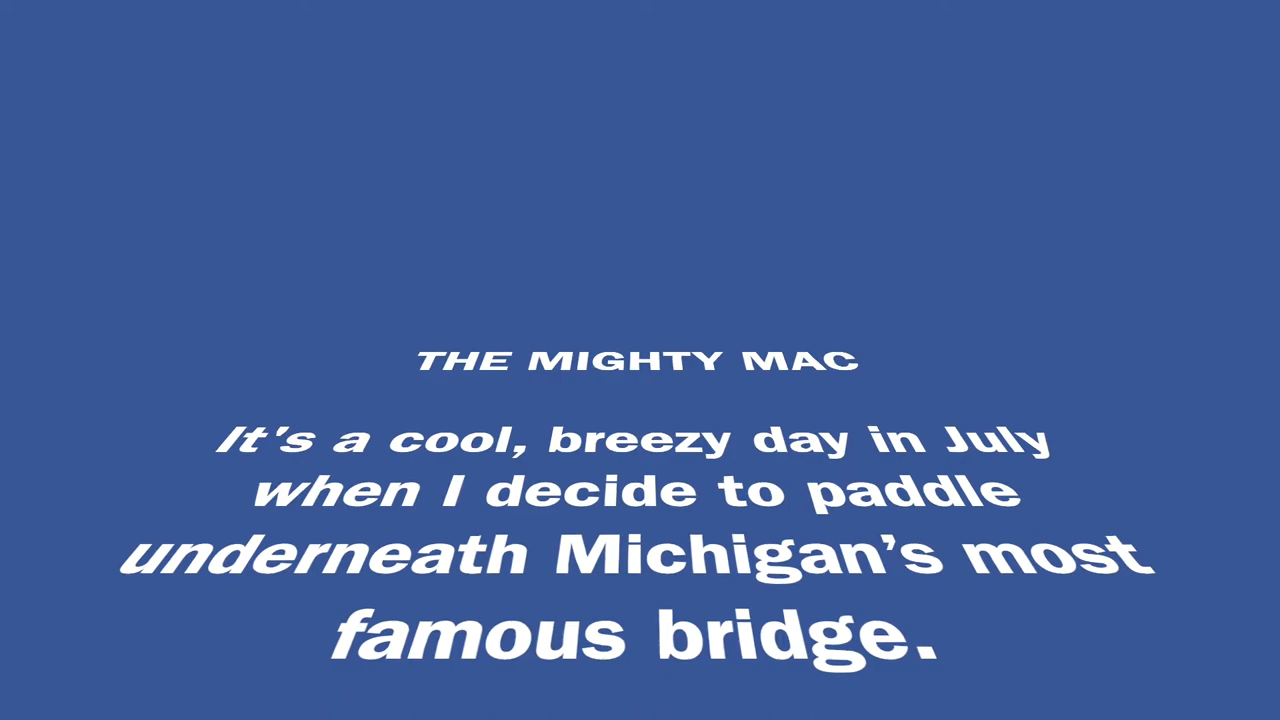 THE MIGHTY MAC
It's a cool, breezy day in July
when I decide to paddle
underneath Michigan’s most
famous bridge.